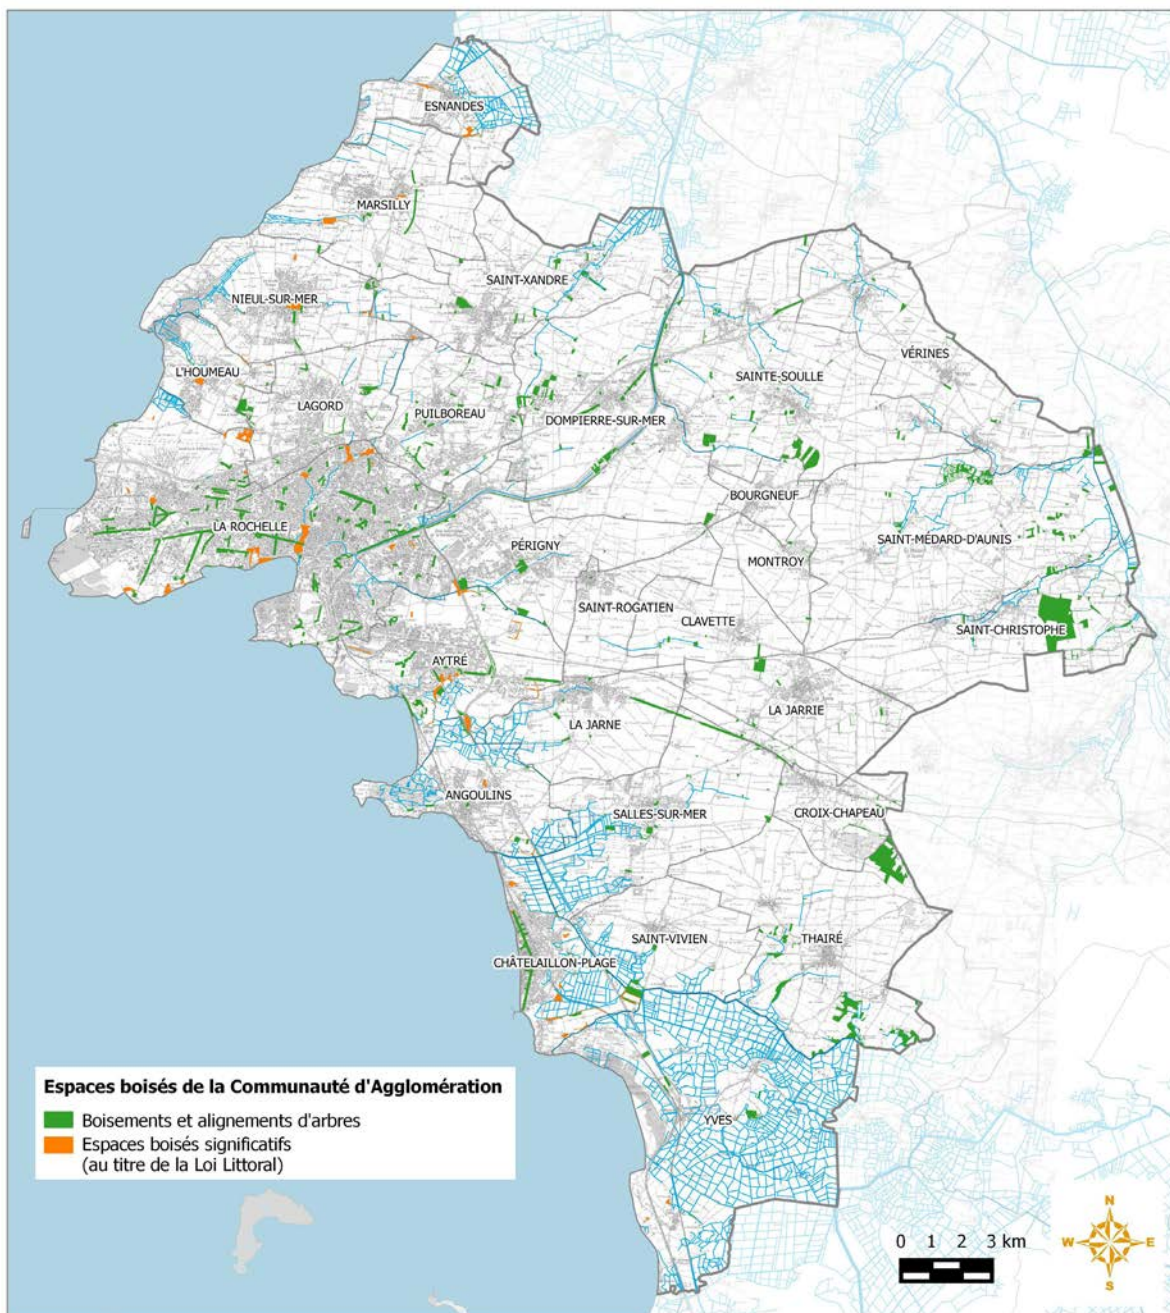 ESNANDES
MARSILLY
SAINT-XANDRE
NIEUL-SUR-MER
VÉRINES
L'HOUMEAU
SAINTE-SOULLE
LAGORD
PUILBOREAU
DOMPIERRE-SUR-MER
BOURGNEUF
LA ROCHELLE
SAINT-MÉDARD-D'AUNIS
PÉRIGNY
MONTROY
SAINT-ROGATIEN
CLAVETTE
SAINT-CHRISTOPHE
AYTRÉ
LA JARRIE
LA JARNE
ANGOULINS
SALLES-SUR-MER
CROIX-CHAPEAU
SAINT-VIVIEN
THAIRÉ
CHÂTELAILLON-PLAGE
YVES
Espaces boisés de la Communauté d'Agglomération
Boisements et alignements d'arbres
Espaces boisés significatifs
(au titre de la Loi Littoral)
0 1 2 3 km
N
W E
S